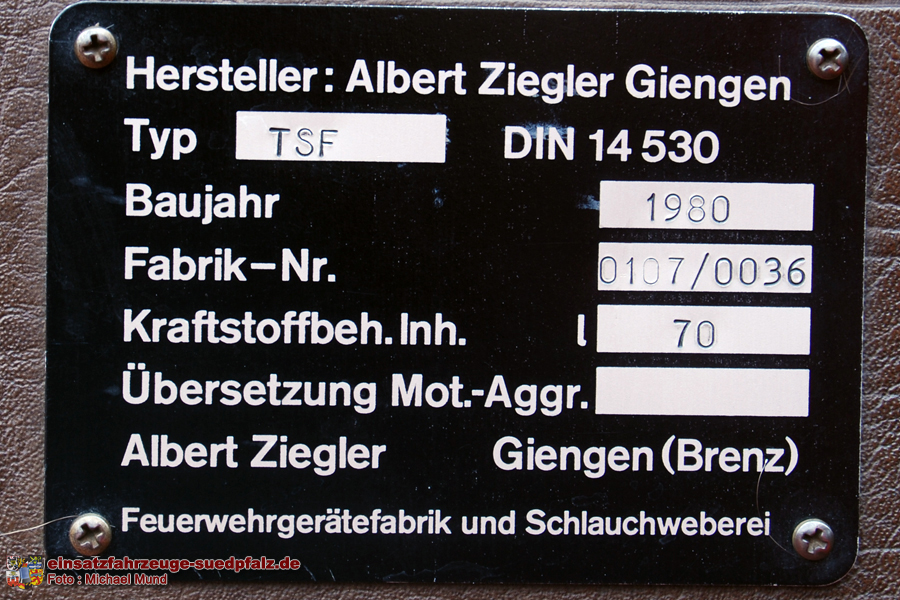 Hersteller: Albert Ziegler Giengen
Typ TSF DIN 14 530
Baujahr 1980
Fabrik-Nr. 0107/0036
Kraftstoffbeh. Inh. l 70
Übersetzung Mot.-Aggr.
Albert Ziegler Giengen (Brenz)
Feuerwehrgerätefabrik und Schlauchweberei
einsatzfahrzeuge-suedpfalz.de
Foto : Michael Mund